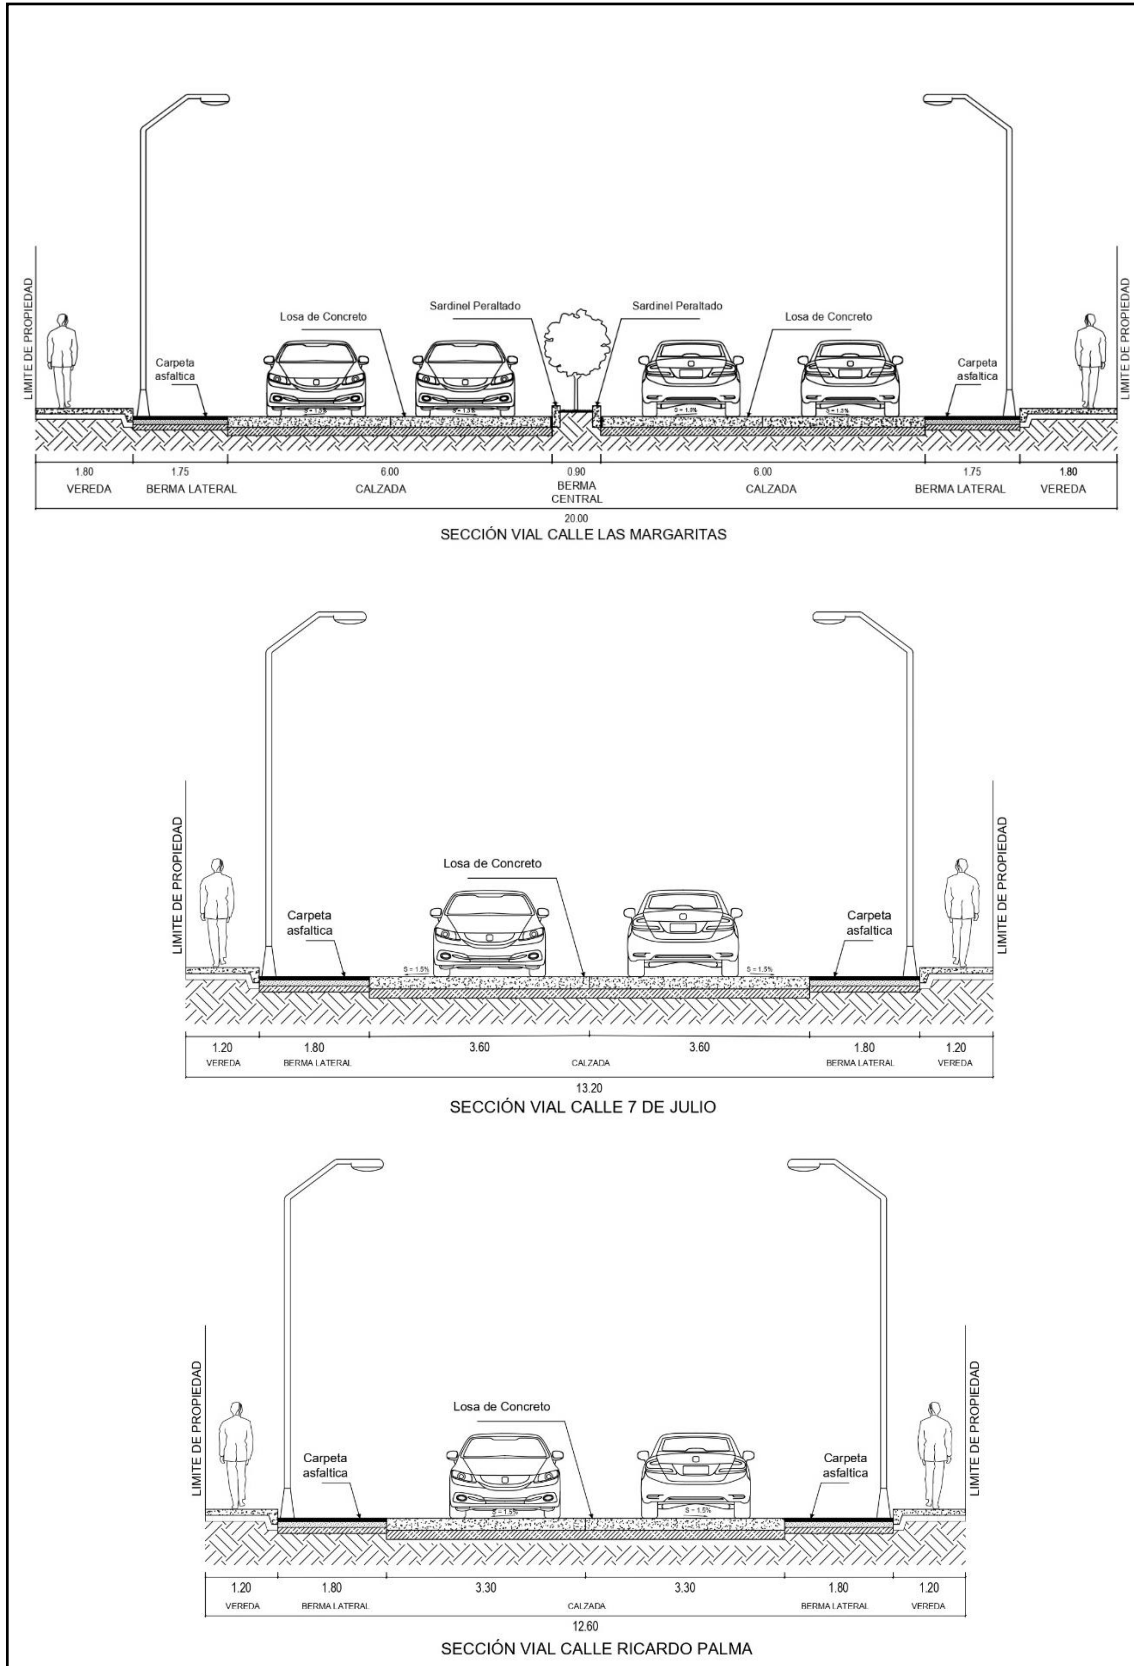 LIMITE DE PROPIEDAD
LIMITE DE PROPIEDAD
Sardinel Peraltado
Sardinel Peraltado
Losa de Concreto
Losa de Concreto
Carpeta
asfaltica
Carpeta
asfaltica
1.80
1.75
6.00
0.90
6.00
1.75
1.80
VEREDA
BERMA LATERAL
CALZADA
BERMA
CENTRAL
CALZADA
BERMA LATERAL
VEREDA
20.00
SECCIÓN VIAL CALLE LAS MARGARITAS
LIMITE DE PROPIEDAD
LIMITE DE PROPIEDAD
Losa de Concreto
Carpeta
asfaltica
Carpeta
asfaltica
S = 1.5%
S = 1.5%
1.20
1.80
3.60
3.60
1.80
1.20
VEREDA
BERMA LATERAL
CALZADA
BERMA LATERAL
VEREDA
13.20
SECCIÓN VIAL CALLE 7 DE JULIO
LIMITE DE PROPIEDAD
LIMITE DE PROPIEDAD
Losa de Concreto
Carpeta
asfaltica
Carpeta
asfaltica
S = 1.5%
S = 1.5%
1.20
1.80
3.30
3.30
1.80
1.20
VEREDA
BERMA LATERAL
CALZADA
BERMA LATERAL
VEREDA
12.60
SECCIÓN VIAL CALLE RICARDO PALMA